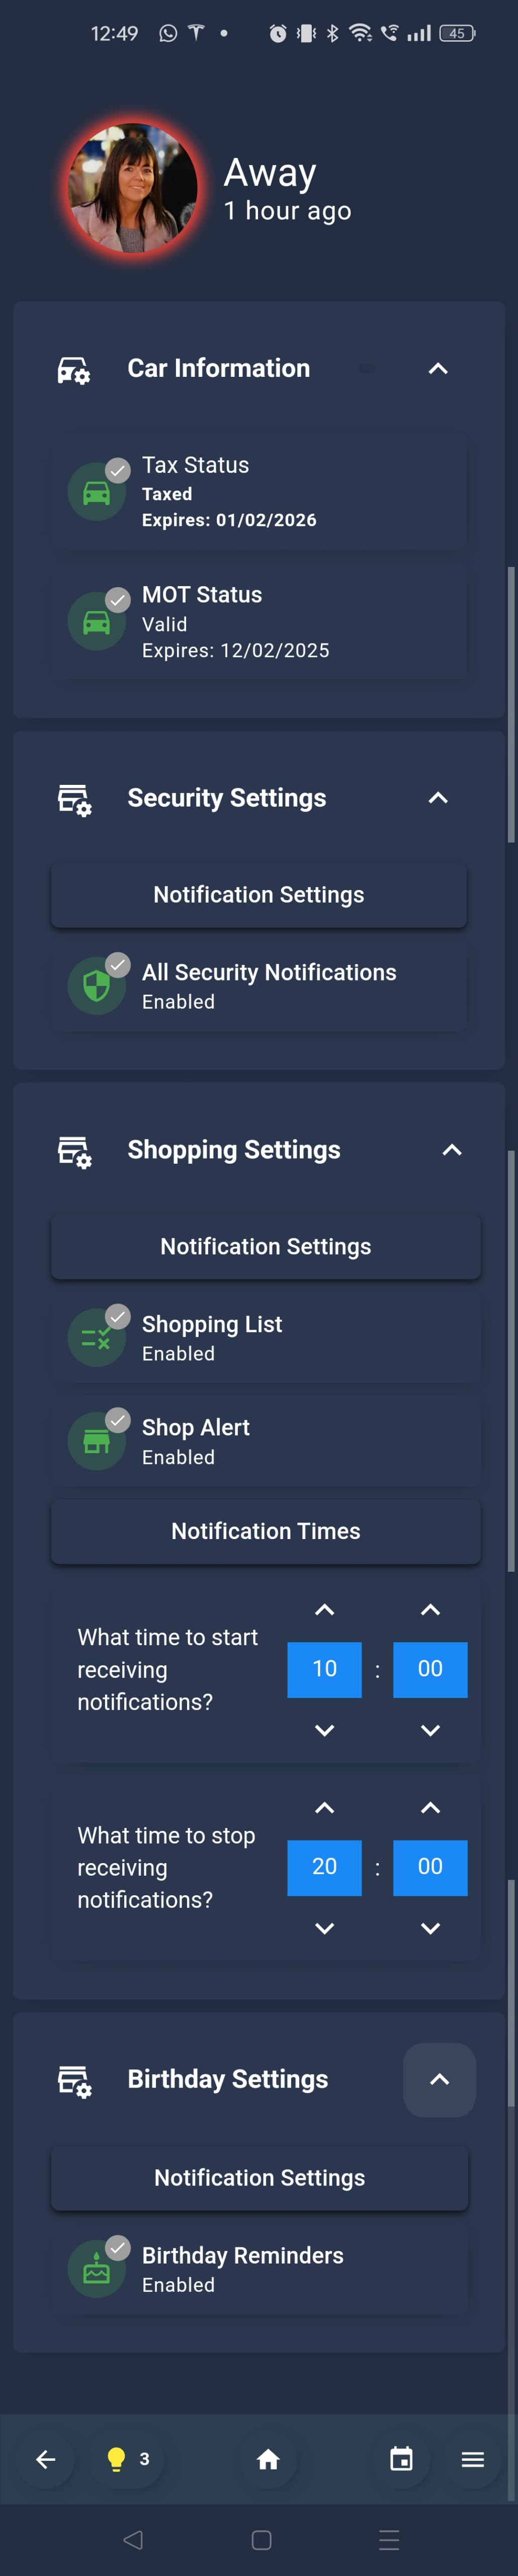 12:49
45
Away
1 hour ago
Car Information
Tax Status
Taxed
Expires: 01/02/2026
MOT Status
Valid
Expires: 12/02/2025
Security Settings
Notification Settings
All Security Notifications
Enabled
Shopping Settings
Notification Settings
Shopping List
Enabled
Shop Alert
Enabled
Notification Times
What time to start
receiving
notifications?
10 : 00
What time to stop
receiving
notifications?
20 : 00
Birthday Settings
Notification Settings
Birthday Reminders
Enabled
3